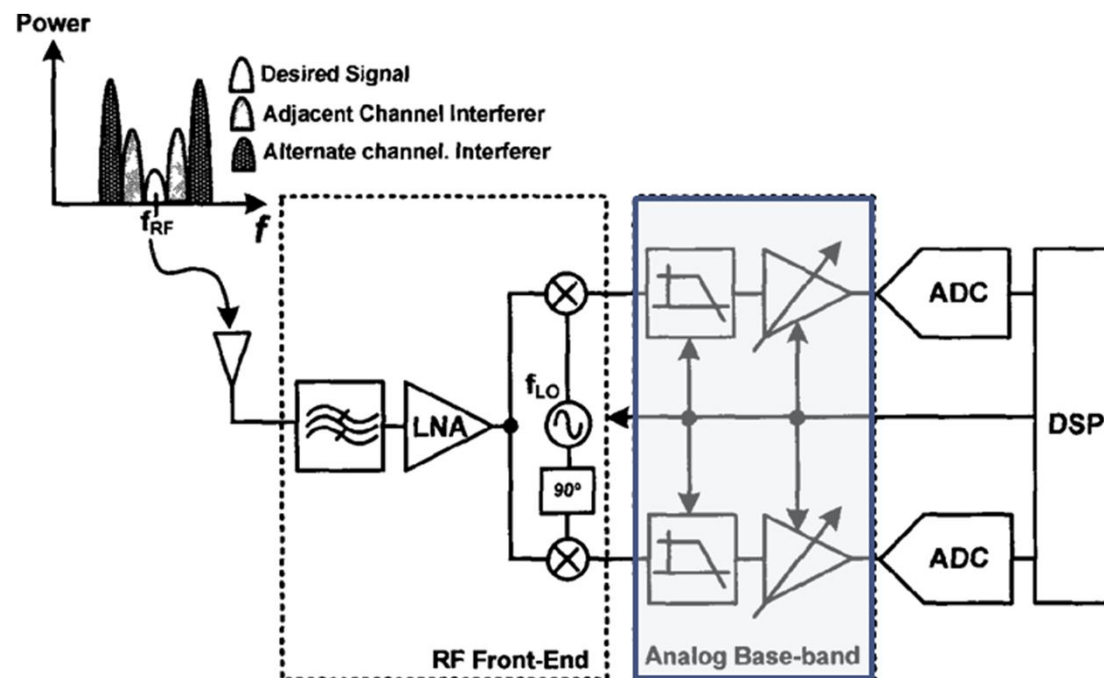 Power
Desired Signal
Adjacent Channel Interferer
Alternate channel. Interferer
fRF
f
LNA
fLO
90º
ADC
DSP
ADC
RF Front-End
Analog Base-band